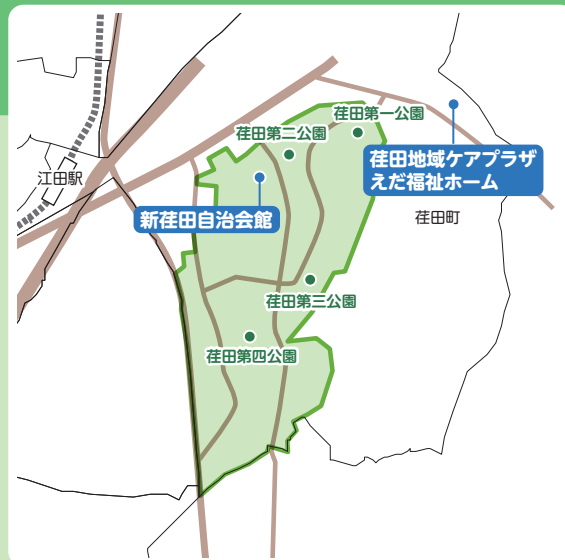 荏田第一公園
荏田第二公園
荏田地域ケアプラザ
えだ福祉ホーム
江田駅
新荏田自治会館
荏田町
荏田第三公園
荏田第四公園